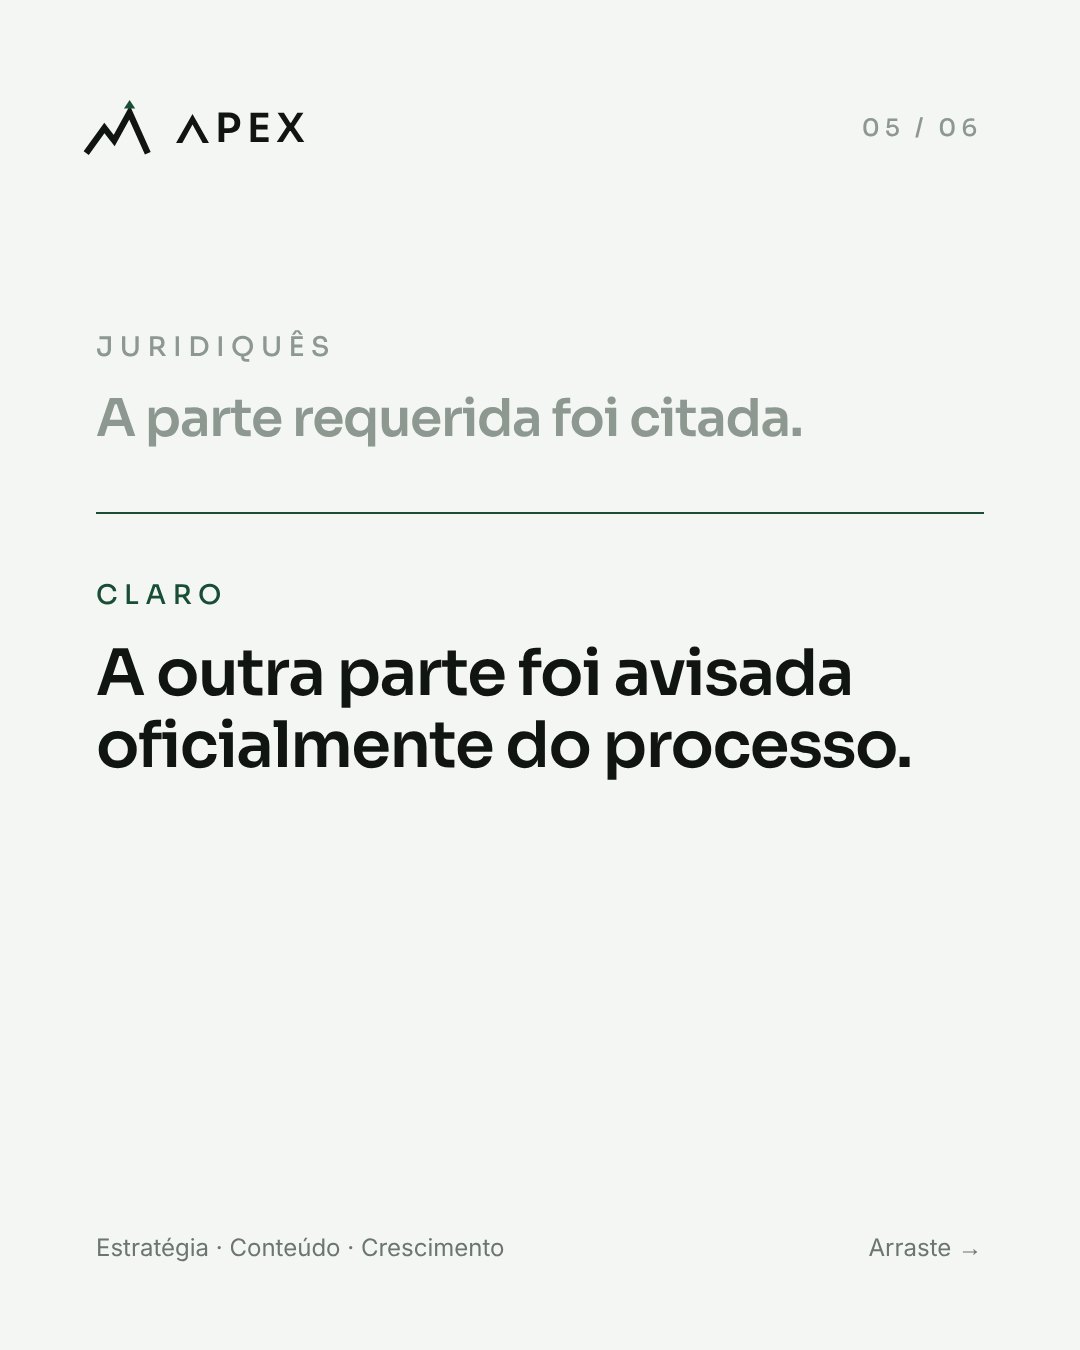 APEX
05 / 06
JURIDIQUÊS
A parte requerida foi citada.
CLARO
A outra parte foi avisada
oficialmente do processo.
Estratégia · Conteúdo · Crescimento
Arraste →